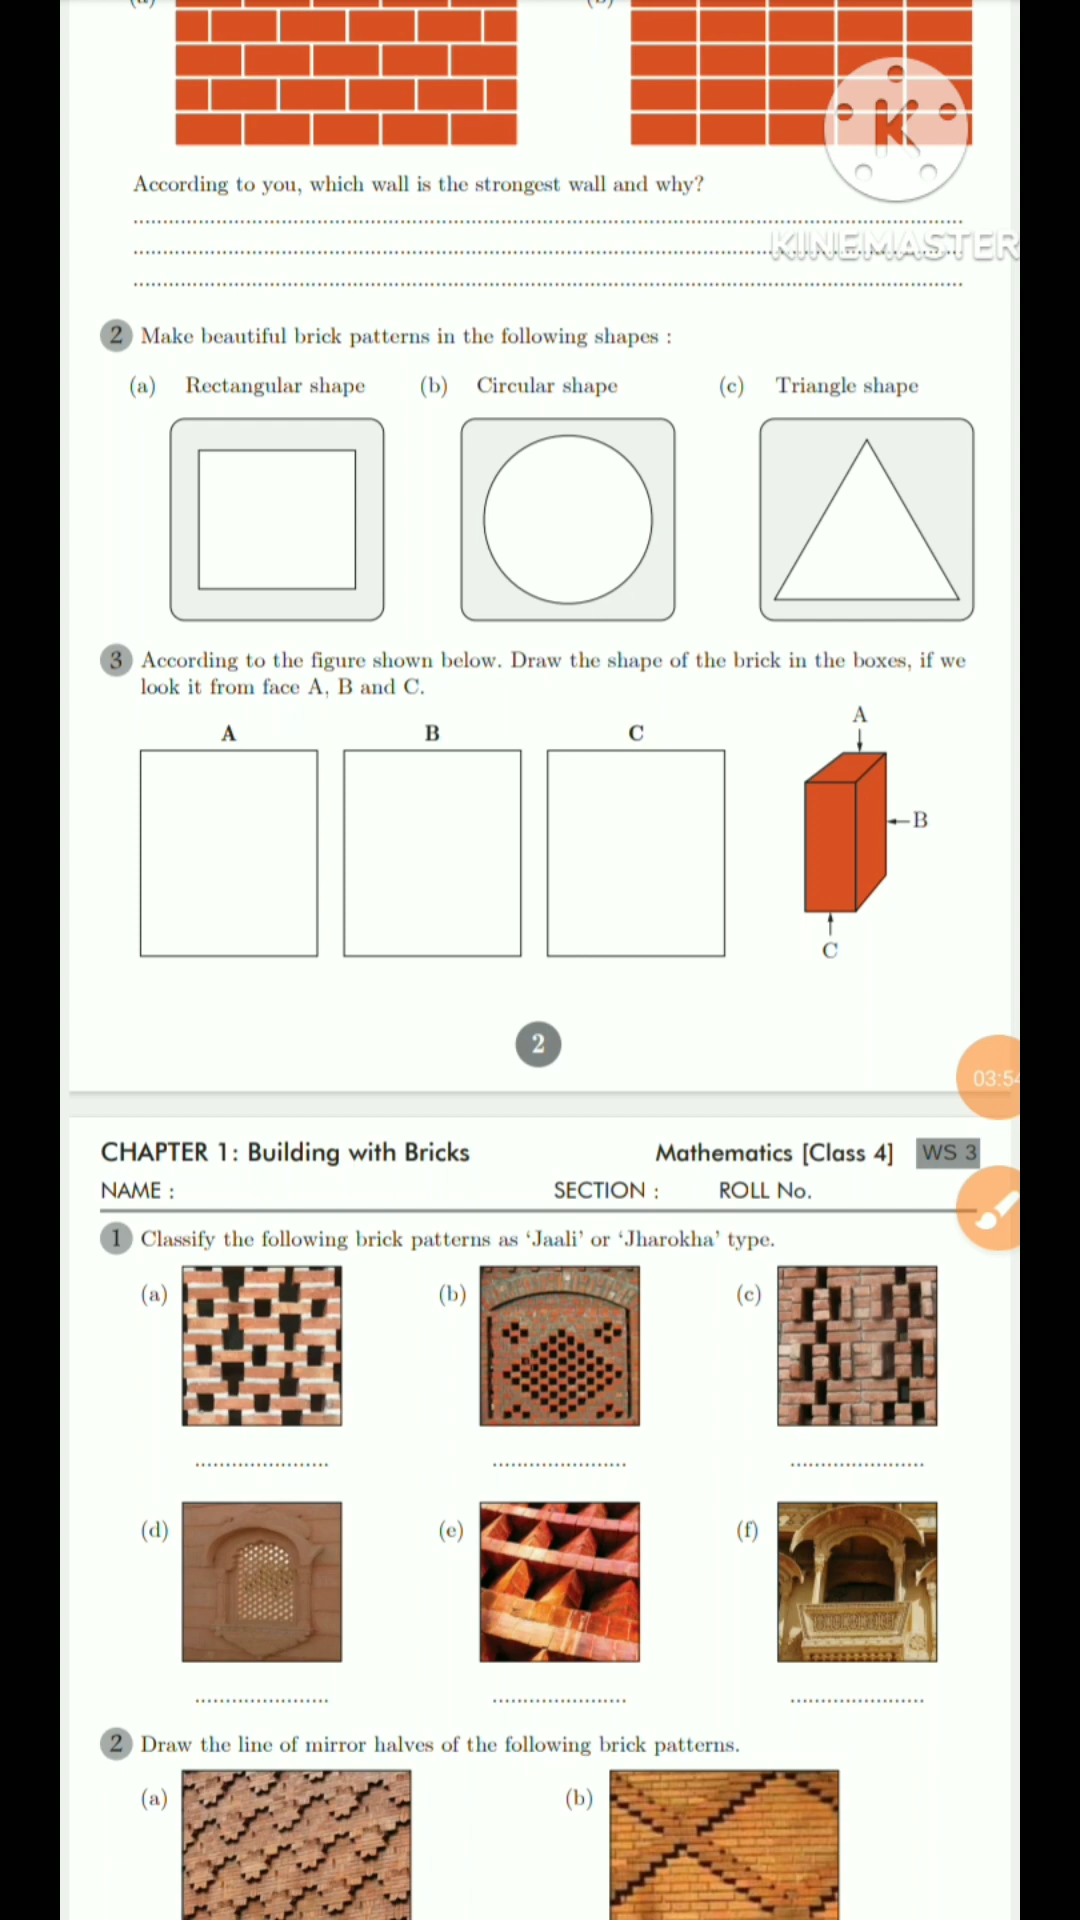 According to you, which wall is the strongest wall and why?
KINEMASTER
2 Make beautiful brick patterns in the following shapes :
(a) Rectangular shape (b) Circular shape (c) Triangle shape
3 According to the figure shown below. Draw the shape of the brick in the boxes, if we
look it from face A, B and C.
A B C
A
B
C
2
03:54
CHAPTER 1: Building with Bricks Mathematics [Class 4] WS 3
NAME : SECTION : ROLL No.
1 Classify the following brick patterns as ‘Jaali’ or ‘Jharokha’ type.
(a) (b) (c)
(d) (e) (f)
2 Draw the line of mirror halves of the following brick patterns.
(a) (b)